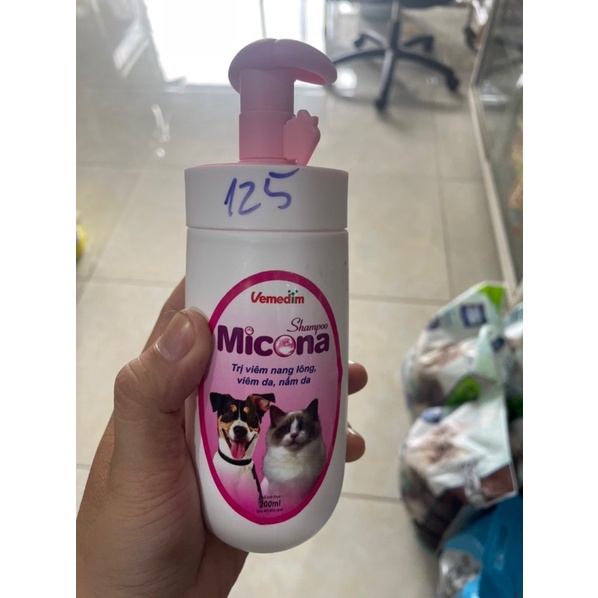 125
Vemedim
Shampoo
Micona
Trị viêm nang lông,
viêm da, nấm da
200ml